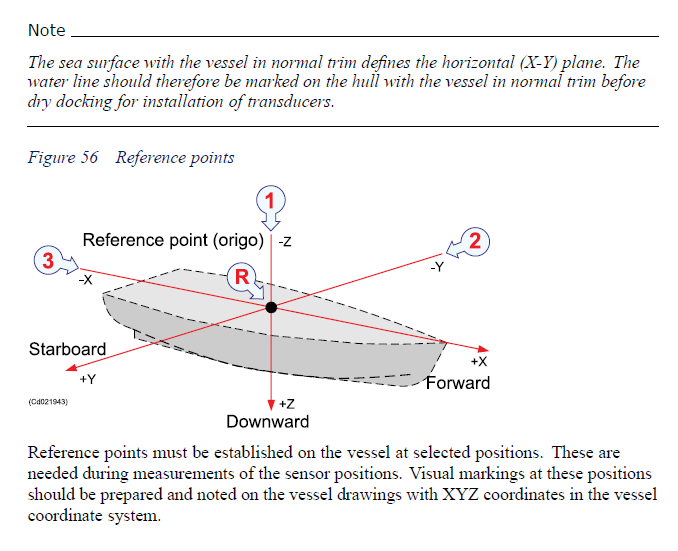 Note
The sea surface with the vessel in normal trim defines the horizontal (X-Y) plane. The
water line should therefore be marked on the hull with the vessel in normal trim before
dry docking for installation of transducers.
Figure 56 Reference points
1
Reference point (origo)
-Z
2
3
R
-Y
-X
Starboard
+X
+Y
Forward
(Cd021943)
+Z
Downward
Reference points must be established on the vessel at selected positions. These are
needed during measurements of the sensor positions. Visual markings at these positions
should be prepared and noted on the vessel drawings with XYZ coordinates in the vessel
coordinate system.